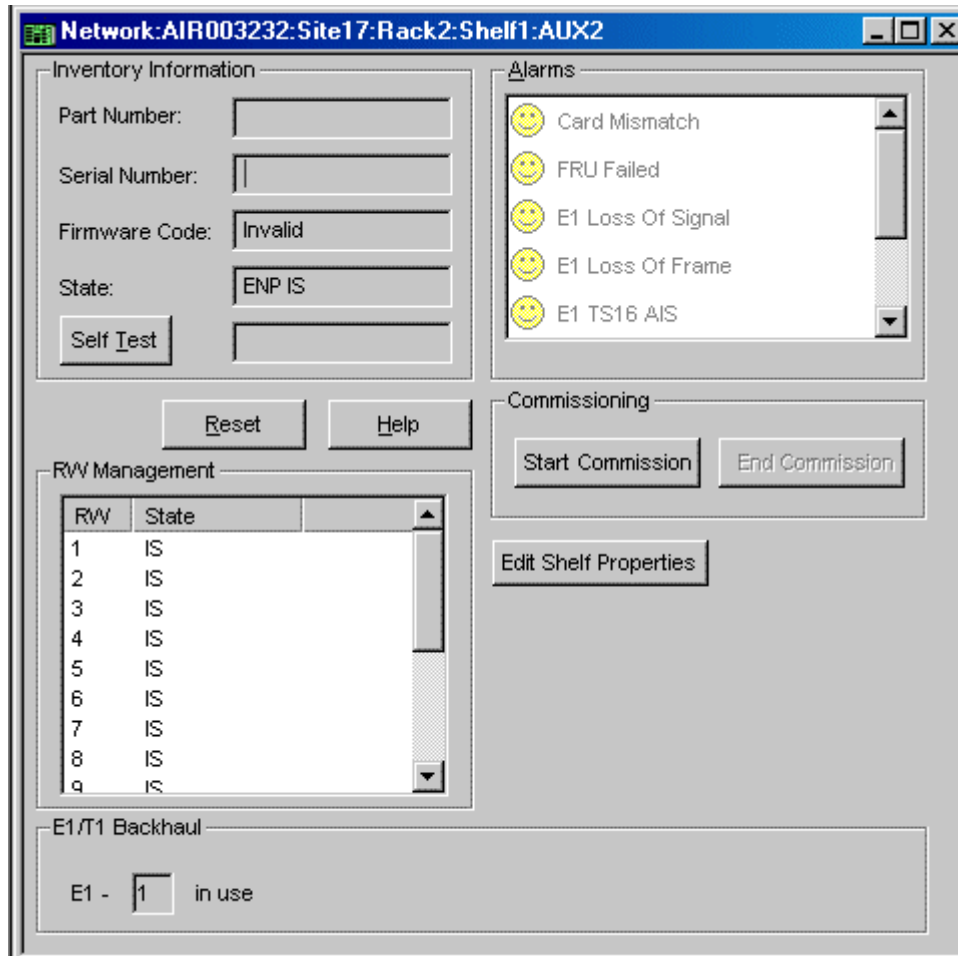 Network:AIR003232:Site17:Rack2:Shelf1:AUX2
Inventory Information
Part Number:
Serial Number:
Firmware Code: Invalid
State: ENP IS
Self Test
Reset
Help
Alarms
Card Mismatch
FRU Failed
E1 Loss Of Signal
E1 Loss Of Frame
E1 TS16 AIS
Commissioning
Start Commission
End Commission
Edit Shelf Properties
RW Management
RW State
1 IS
2 IS
3 IS
4 IS
5 IS
6 IS
7 IS
8 IS
9 IS
E1/T1 Backhaul
E1 - 1 in use